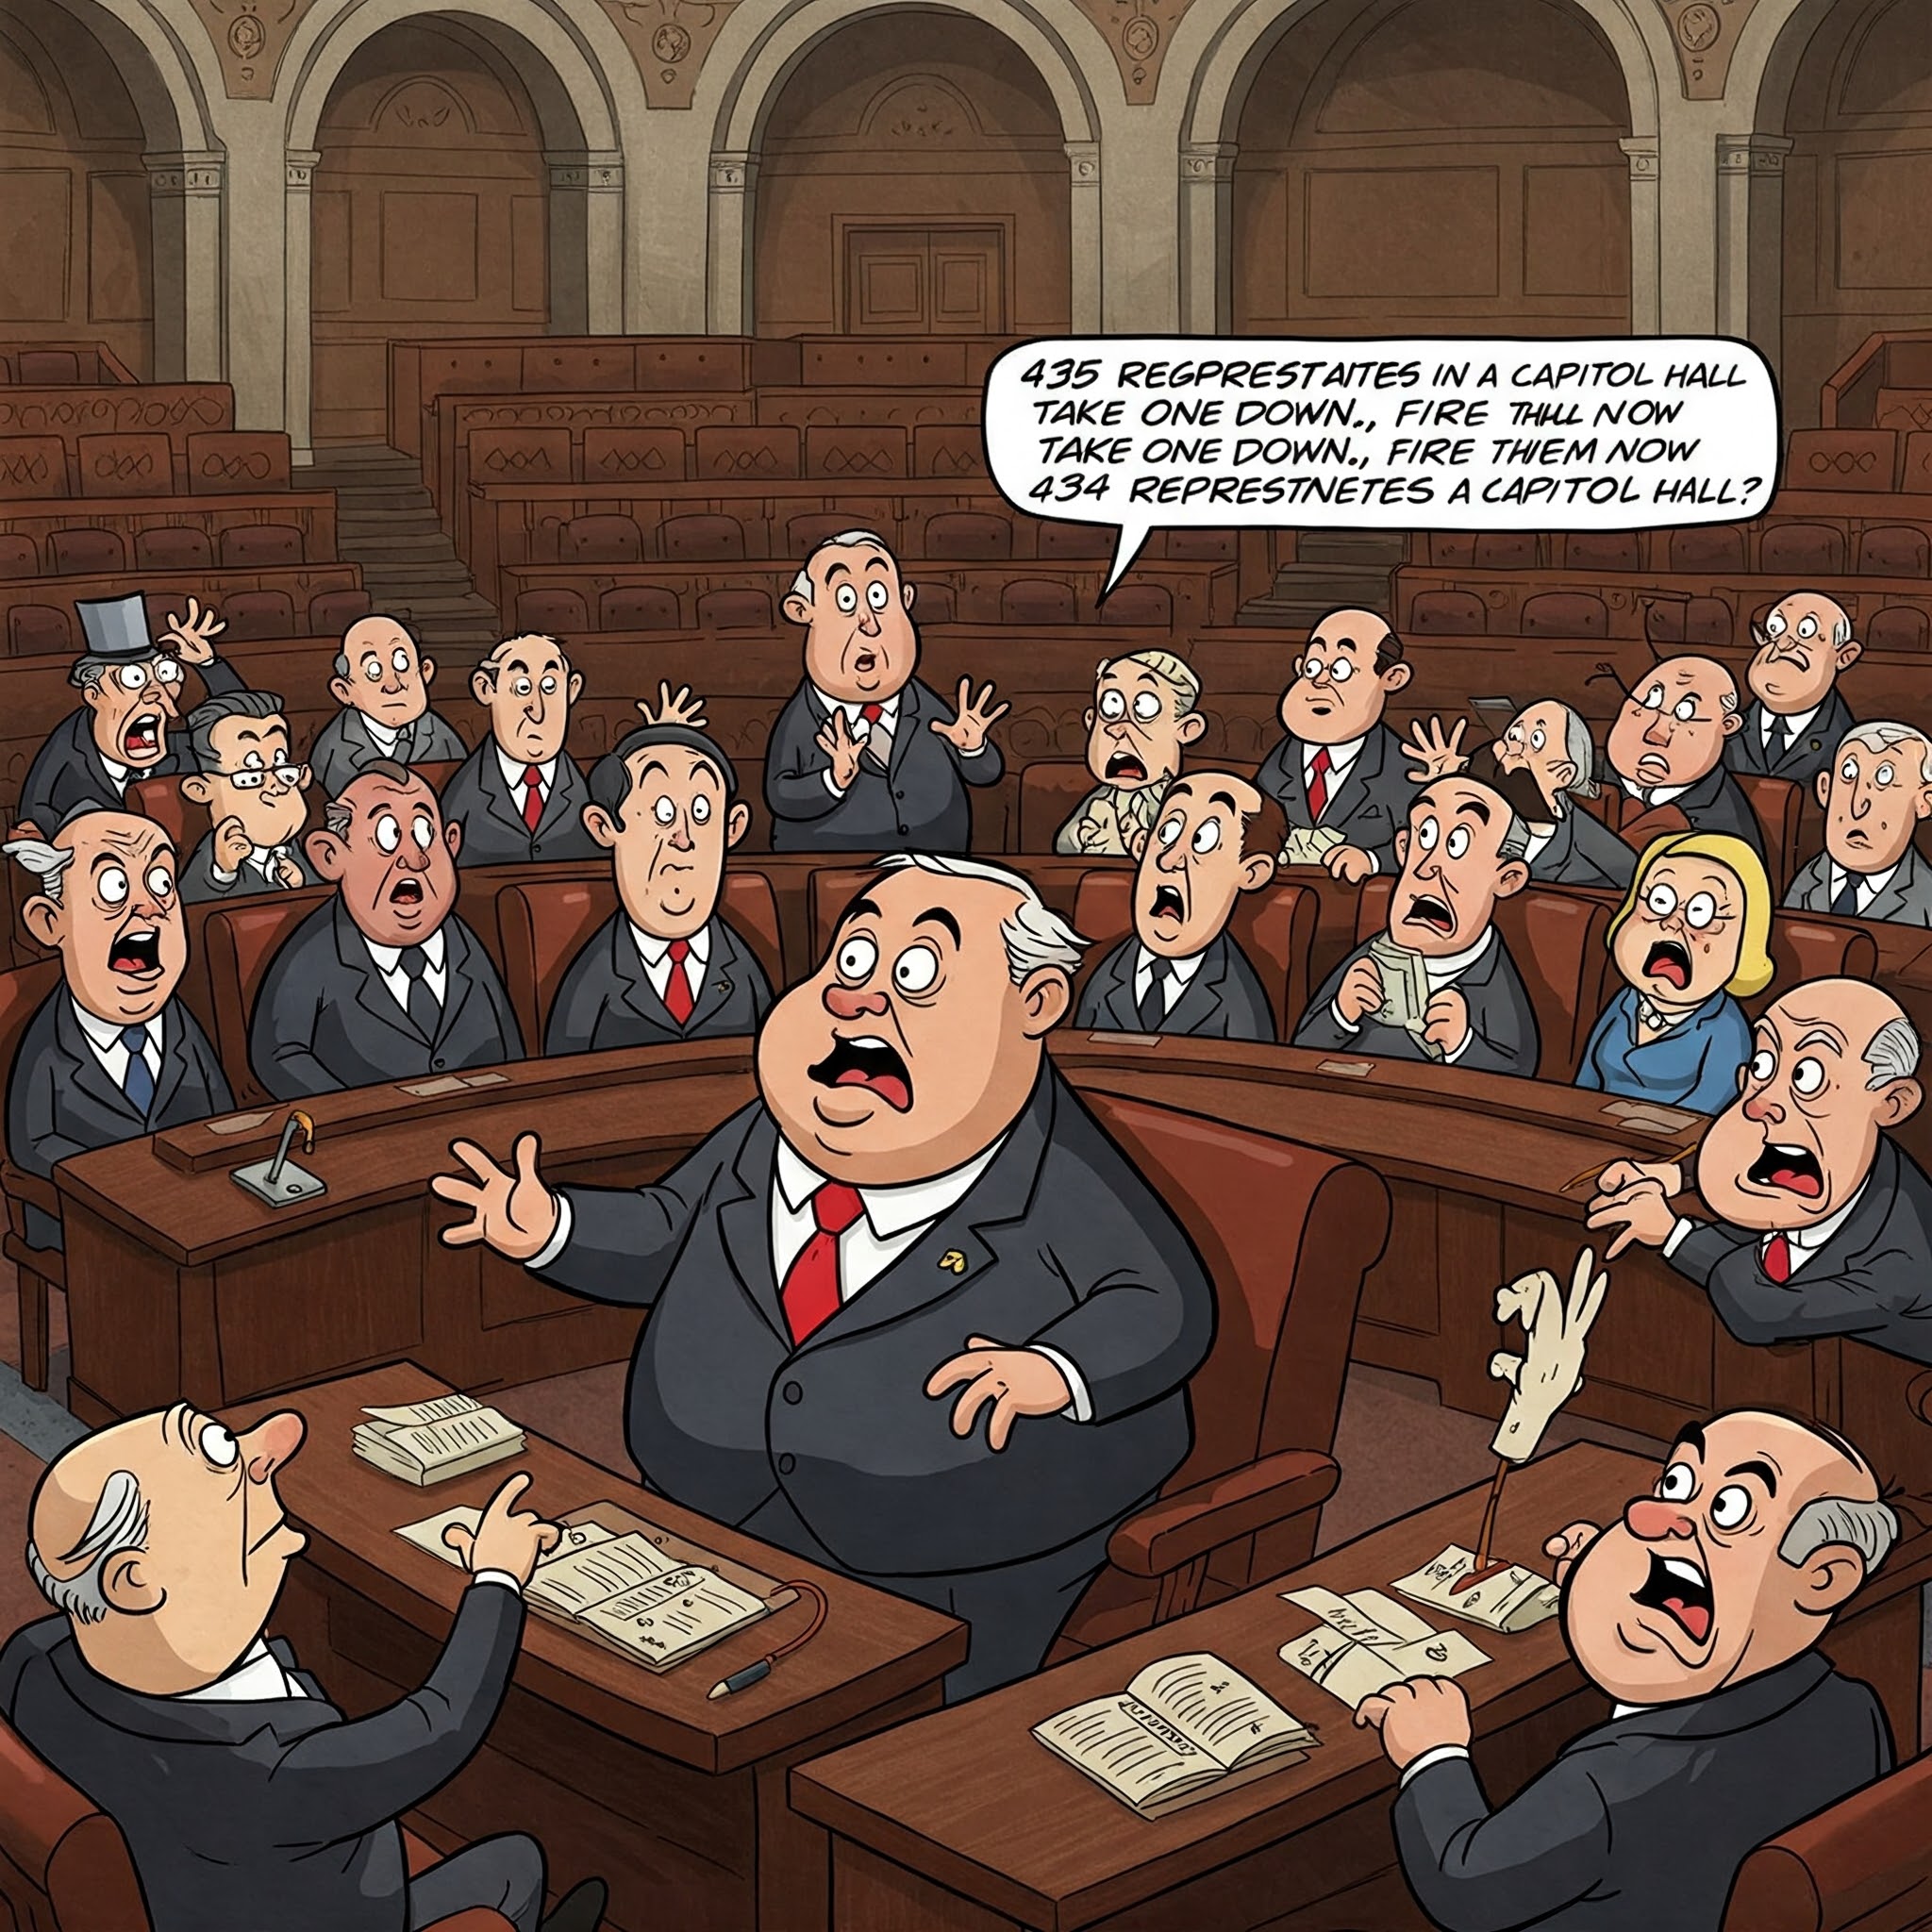 435 REGPRESTAITES IN A CAPITOL HALL
TAKE ONE DOWN., FIRE THLL NOW
TAKE ONE DOWN., FIRE THIEM NOW
434 REPRESTNETES A CAPITOL HALL?